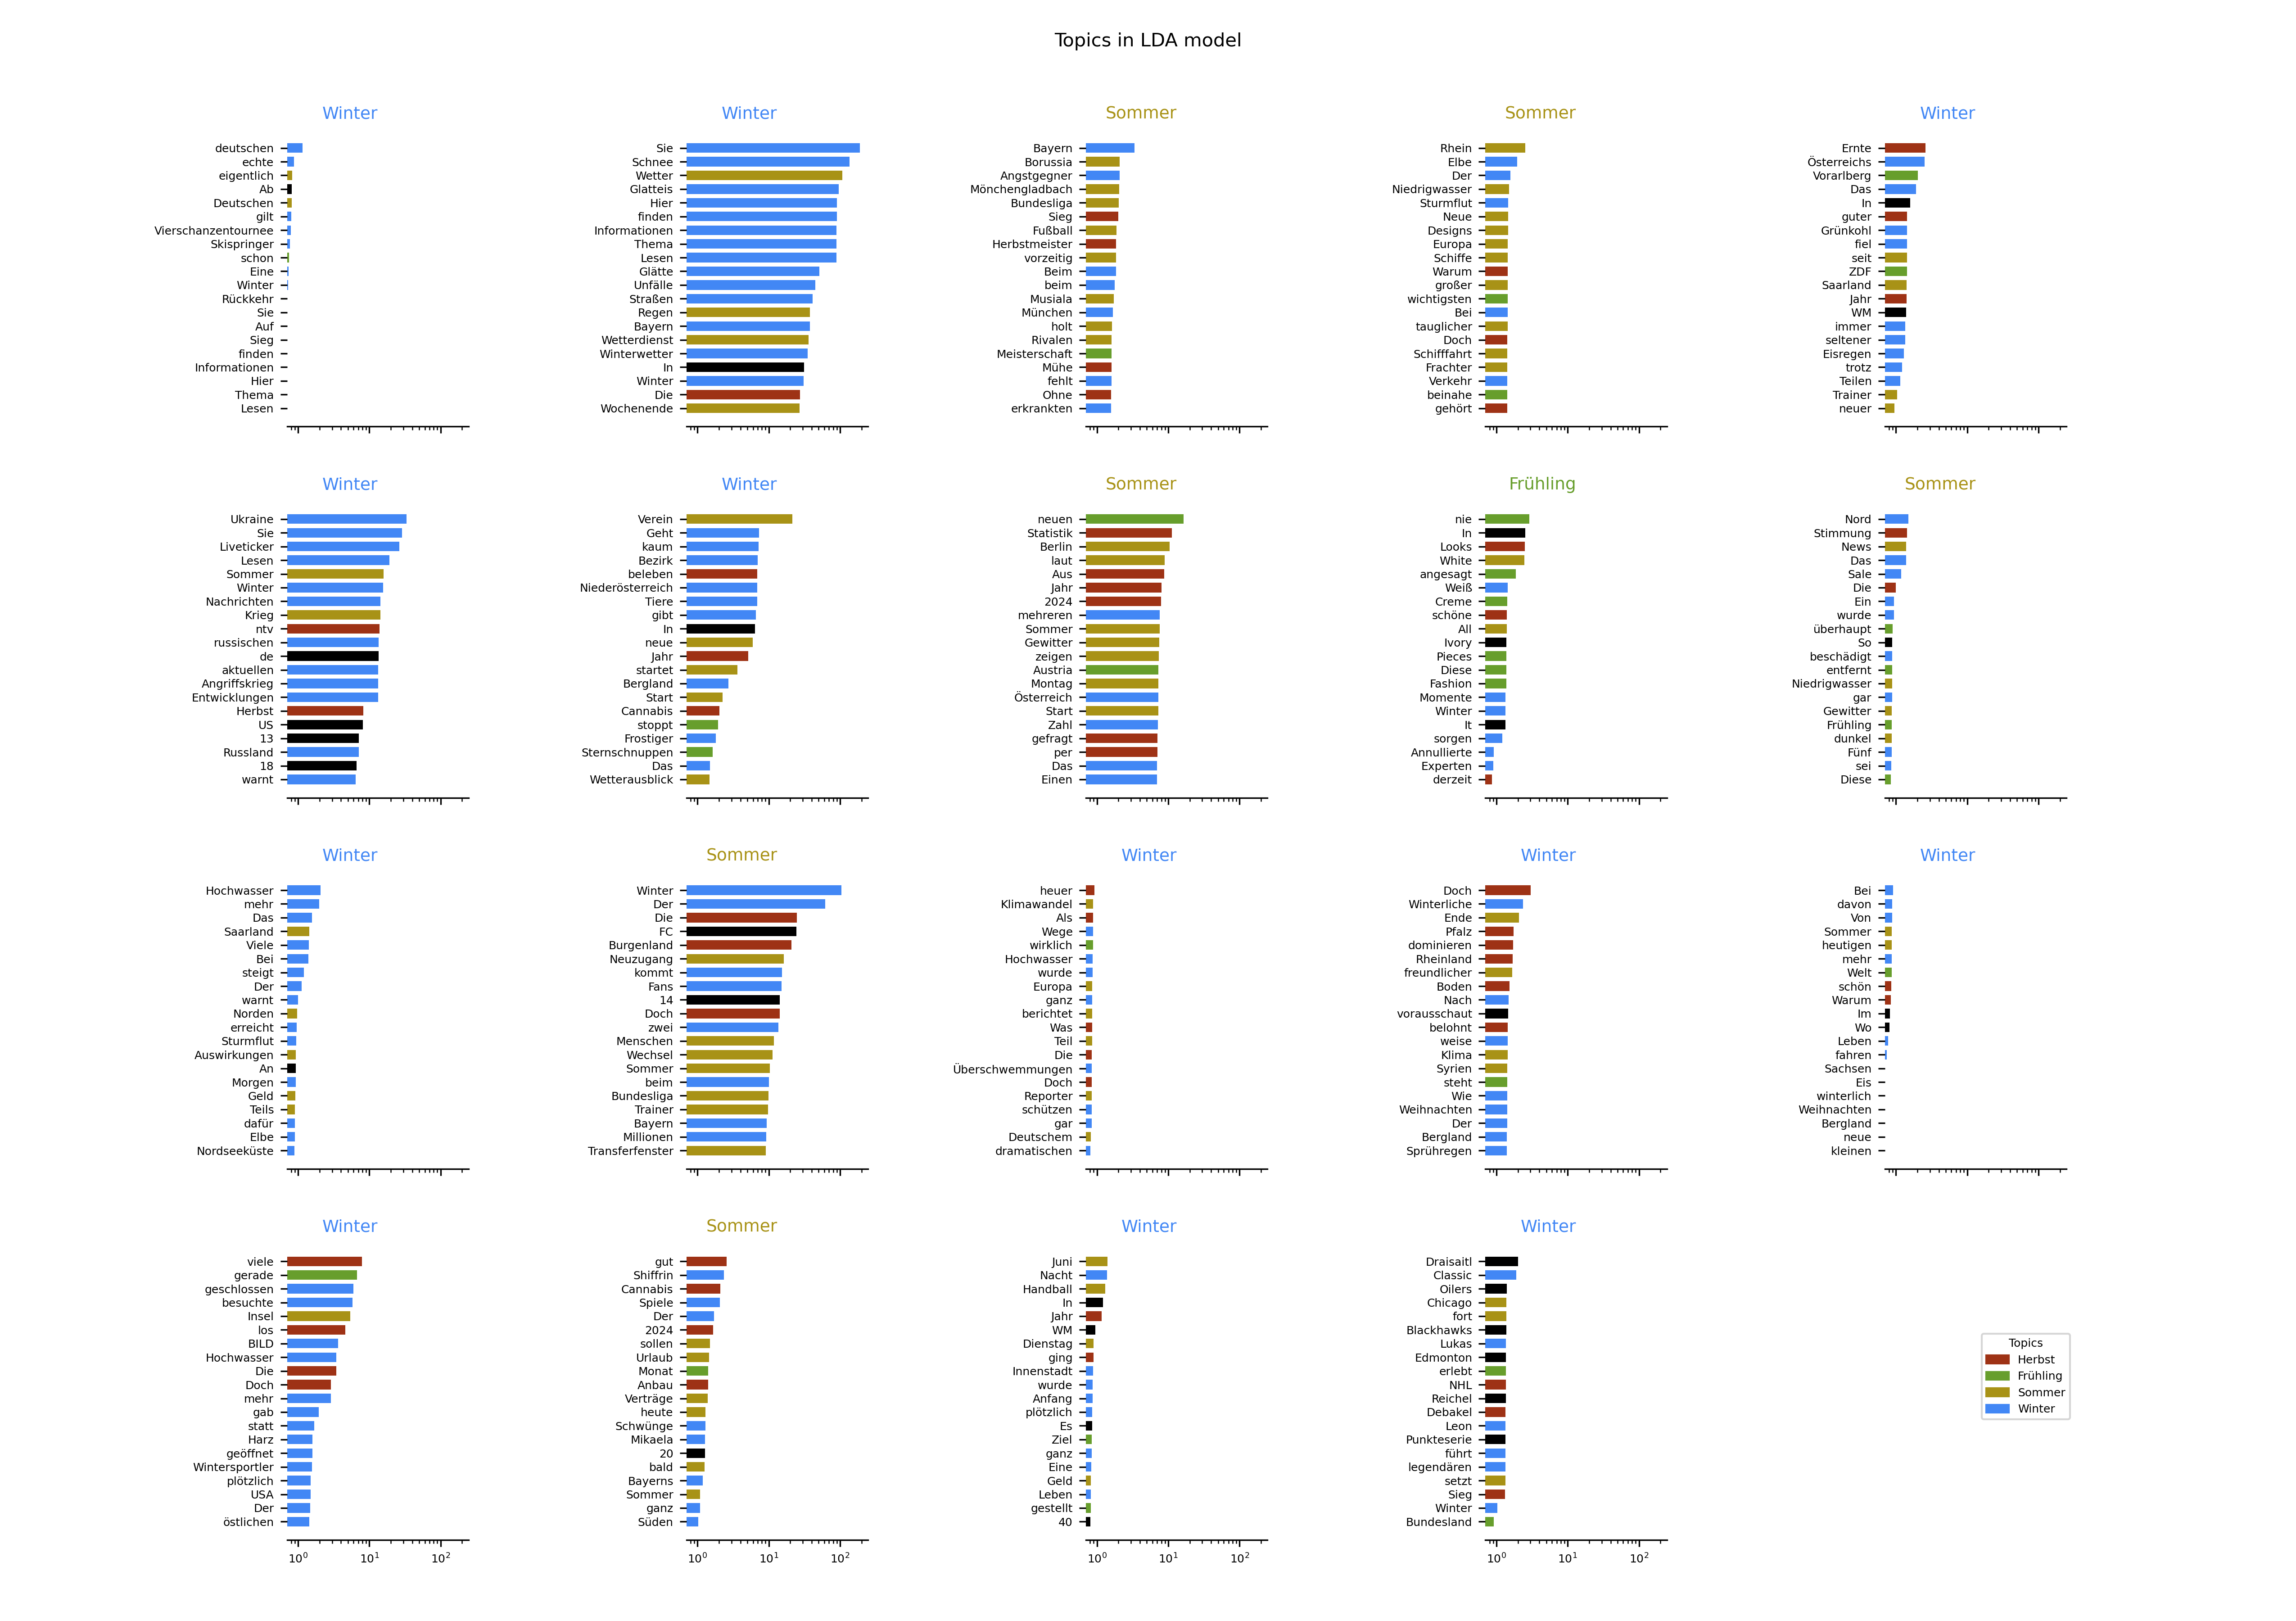 Topics in LDA model
Winter
deutschen
echte
eigentlich
Ab
Deutschen
gilt
Vierschanzentournee
Skispringer
schon
Eine
Winter
Rückkehr
Sie
Auf
Sieg
finden
Informationen
Hier
Thema
Lesen
Winter
Sie
Schnee
Wetter
Glatteis
Hier
finden
Informationen
Thema
Lesen
Glätte
Unfälle
Straßen
Regen
Bayern
Wetterdienst
Winterwetter
In
Winter
Die
Wochenende
Sommer
Bayern
Borussia
Angstgegner
Mönchengladbach
Bundesliga
Sieg
Fußball
Herbstmeister
vorzeitig
Beim
beim
Musiala
München
holt
Rivalen
Meisterschaft
Mühe
fehlt
Ohne
erkrankten
Sommer
Rhein
Elbe
Der
Niedrigwasser
Sturmflut
Neue
Designs
Europa
Schiffe
Warum
großer
wichtigsten
Bei
tauglicher
Doch
Schifffahrt
Frachter
Verkehr
beinahe
gehört
Winter
Ernte
Österreichs
Vorarlberg
Das
In
guter
Grünkohl
fiel
seit
ZDF
Saarland
Jahr
WM
immer
seltener
Eisregen
trotz
Teilen
Trainer
neuer
Winter
Ukraine
Sie
Liveticker
Lesen
Sommer
Winter
Nachrichten
Krieg
ntv
russischen
de
aktuellen
Angriffskrieg
Entwicklungen
Herbst
US
13
Russland
18
warnt
Winter
Verein
Geht
kaum
Bezirk
beleben
Niederösterreich
Tiere
gibt
In
neue
Jahr
startet
Bergland
Start
Cannabis
stoppt
Frostiger
Sternschnuppen
Das
Wetterausblick
Sommer
neuen
Statistik
Berlin
laut
Aus
Jahr
2024
mehreren
Sommer
Gewitter
zeigen
Austria
Montag
Österreich
Start
Zahl
gefragt
per
Das
Einen
Frühling
nie
In
Looks
White
angesagt
Weiß
Creme
schöne
All
Ivory
Pieces
Diese
Fashion
Momente
Winter
It
sorgen
Annullierte
Experten
derzeit
Sommer
Nord
Stimmung
News
Das
Sale
Die
Ein
wurde
überhaupt
So
beschädigt
entfernt
Niedrigwasser
gar
Gewitter
Frühling
dunkel
Fünf
sei
Diese
Winter
Hochwasser
mehr
Das
Saarland
Viele
Bei
steigt
Der
warnt
Norden
erreicht
Sturmflut
Auswirkungen
An
Morgen
Geld
Teils
dafür
Elbe
Nordseeküste
Sommer
Winter
Der
Die
FC
Burgenland
Neuzugang
kommt
Fans
14
Doch
zwei
Menschen
Wechsel
Sommer
beim
Bundesliga
Trainer
Bayern
Millionen
Transferfenster
Winter
heuer
Klimawandel
Als
Wege
wirklich
Hochwasser
wurde
Europa
ganz
berichtet
Was
Teil
Die
Überschwemmungen
Doch
Reporter
schützen
gar
Deutschem
dramatischen
Winter
Doch
Winterliche
Ende
Pfalz
dominieren
Rheinland
freundlicher
Boden
Nach
vorausschaut
belohnt
weise
Klima
Syrien
steht
Wie
Weihnachten
Der
Bergland
Sprühregen
Winter
Bei
davon
Von
Sommer
heutigen
mehr
Welt
schön
Warum
Im
Wo
Leben
fahren
Sachsen
Eis
winterlich
Weihnachten
Bergland
neue
kleinen
Winter
viele
gerade
geschlossen
besuchte
Insel
los
BILD
Hochwasser
Die
Doch
mehr
gab
statt
Harz
geöffnet
Wintersportler
plötzlich
USA
Der
östlichen
10⁰ 10¹ 10²
Sommer
gut
Shiffrin
Cannabis
Spiele
Der
2024
sollen
Urlaub
Monat
Anbau
Verträge
heute
Schwünge
Mikaela
20
bald
Bayerns
Sommer
ganz
Süden
10⁰ 10¹ 10²
Winter
Juni
Nacht
Handball
In
Jahr
WM
Dienstag
ging
Innenstadt
wurde
Anfang
plötzlich
Es
Ziel
ganz
Eine
Geld
Leben
gestellt
40
10⁰ 10¹ 10²
Winter
Draisaitl
Classic
Oilers
Chicago
fort
Blackhawks
Lukas
Edmonton
erlebt
NHL
Reichel
Debakel
Leon
Punkteserie
führt
legendären
setzt
Sieg
Winter
Bundesland
10⁰ 10¹ 10²
Topics
Herbst
Frühling
Sommer
Winter